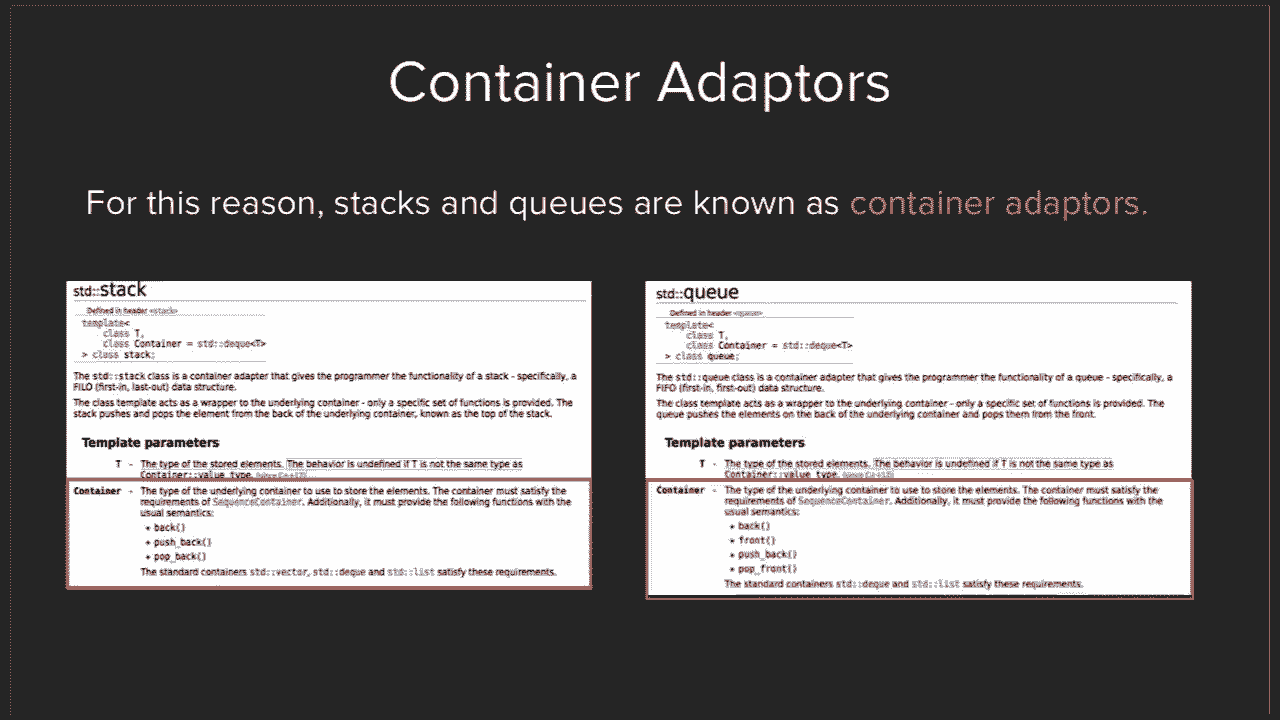 Container Adaptors
For this reason, stacks and queues are known as container adaptors.
std::stack
Defined in header <stack>
template<
class T,
class Container = std::deque<T>
> class stack;
The std::stack class is a container adapter that gives the programmer the functionality of a stack - specifically, a
FILO (first-in, last-out) data structure.
The class template acts as a wrapper to the underlying container - only a specific set of functions is provided. The
stack pushes and pops the element from the back of the underlying container, known as the top of the stack.
Template parameters
T - The type of the stored elements. The behavior is undefined if T is not the same type as
Container::value_type.
Container - The type of the underlying container to use to store the elements. The container must satisfy the
requirements of SequenceContainer. Additionally, it must provide the following functions with the
usual semantics:
• back()
• push_back()
• pop_back()
The standard containers std::vector, std::deque and std::list satisfy these requirements.
std::queue
Defined in header <queue>
template<
class T,
class Container = std::deque<T>
> class queue;
The std::queue class is a container adapter that gives the programmer the functionality of a queue - specifically, a
FIFO (first-in, first-out) data structure.
The class template acts as a wrapper to the underlying container - only a specific set of functions is provided. The
queue pushes the elements on the back of the underlying container and pops them from the front.
Template parameters
T - The type of the stored elements. The behavior is undefined if T is not the same type as
Container::value_type.
Container - The type of the underlying container to use to store the elements. The container must satisfy the
requirements of SequenceContainer. Additionally, it must provide the following functions with the
usual semantics:
• back()
• front()
• push_back()
• pop_front()
The standard containers std::deque and std::list satisfy these requirements.